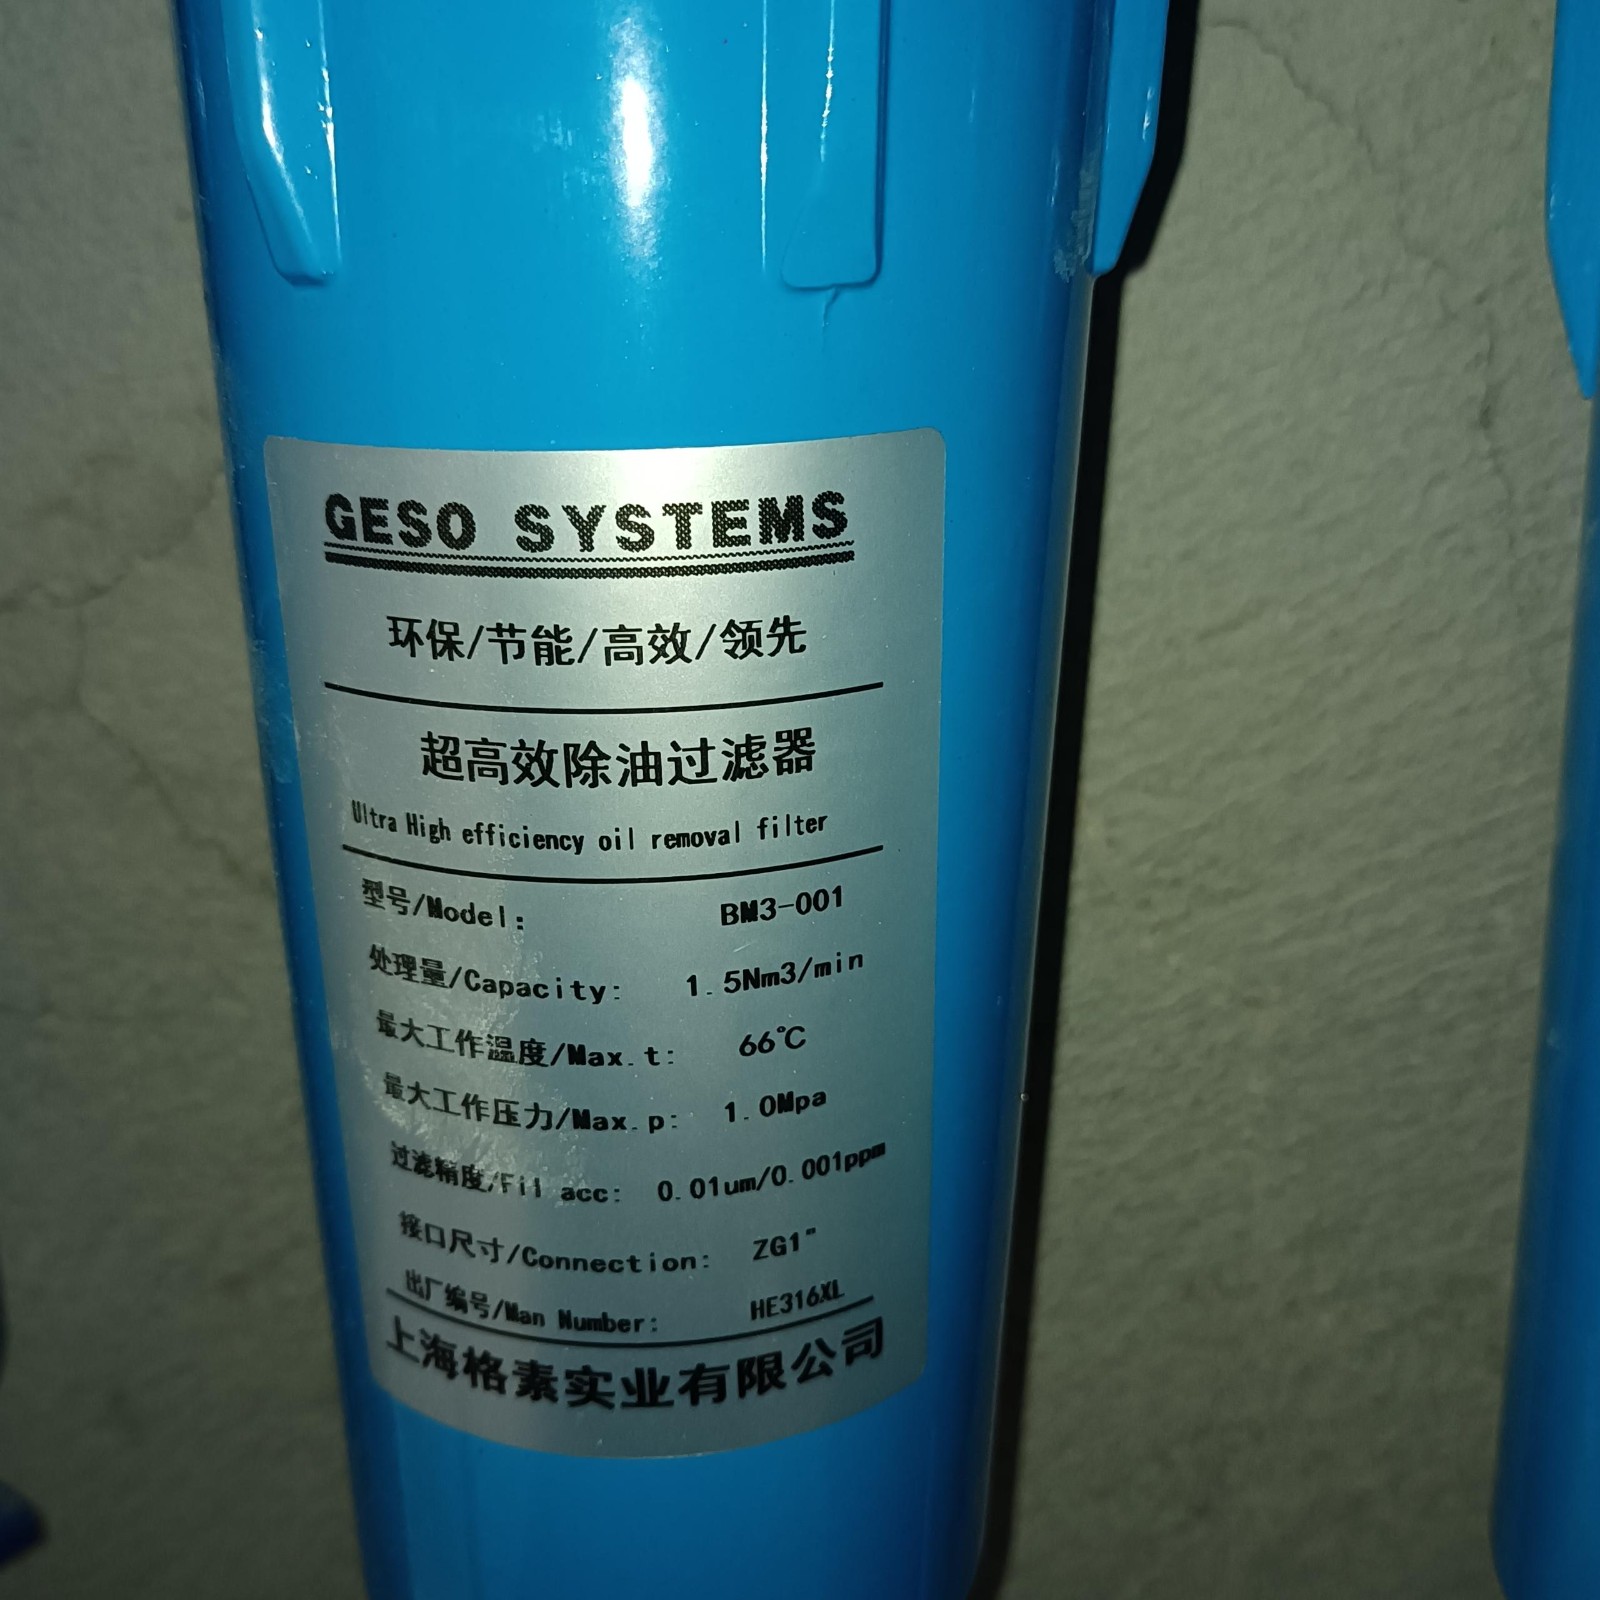 GESO SYSTEMS
环保/节能/高效/领先
超高效除油过滤器
Ultra High efficiency oil removal filter
型号/Model: BM3-001
处理量/Capacity: 1.5Nm3/min
最大工作温度/Max.t: 66℃
最大工作压力/Max.p: 1.0Mpa
过滤精度/Fil acc: 0.01um/0.001ppm
接口尺寸/Connection: ZG1"
出厂编号/Man Number: HE316XL
上海格素实业有限公司